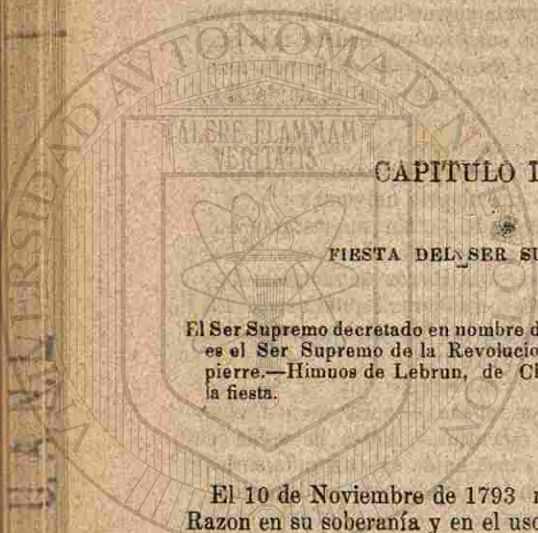 CAPITULO I
FIESTA DEL SER SU
El Ser Supremo decretado en nombre d
es el Ser Supremo de la Revolucio
pierre.—Himnos de Lebrun, de Ch
la fiesta.
El 10 de Noviembre de 1793
Razon en su soberanía y en el uso
ALERE FLAMMAM
VERITATIS